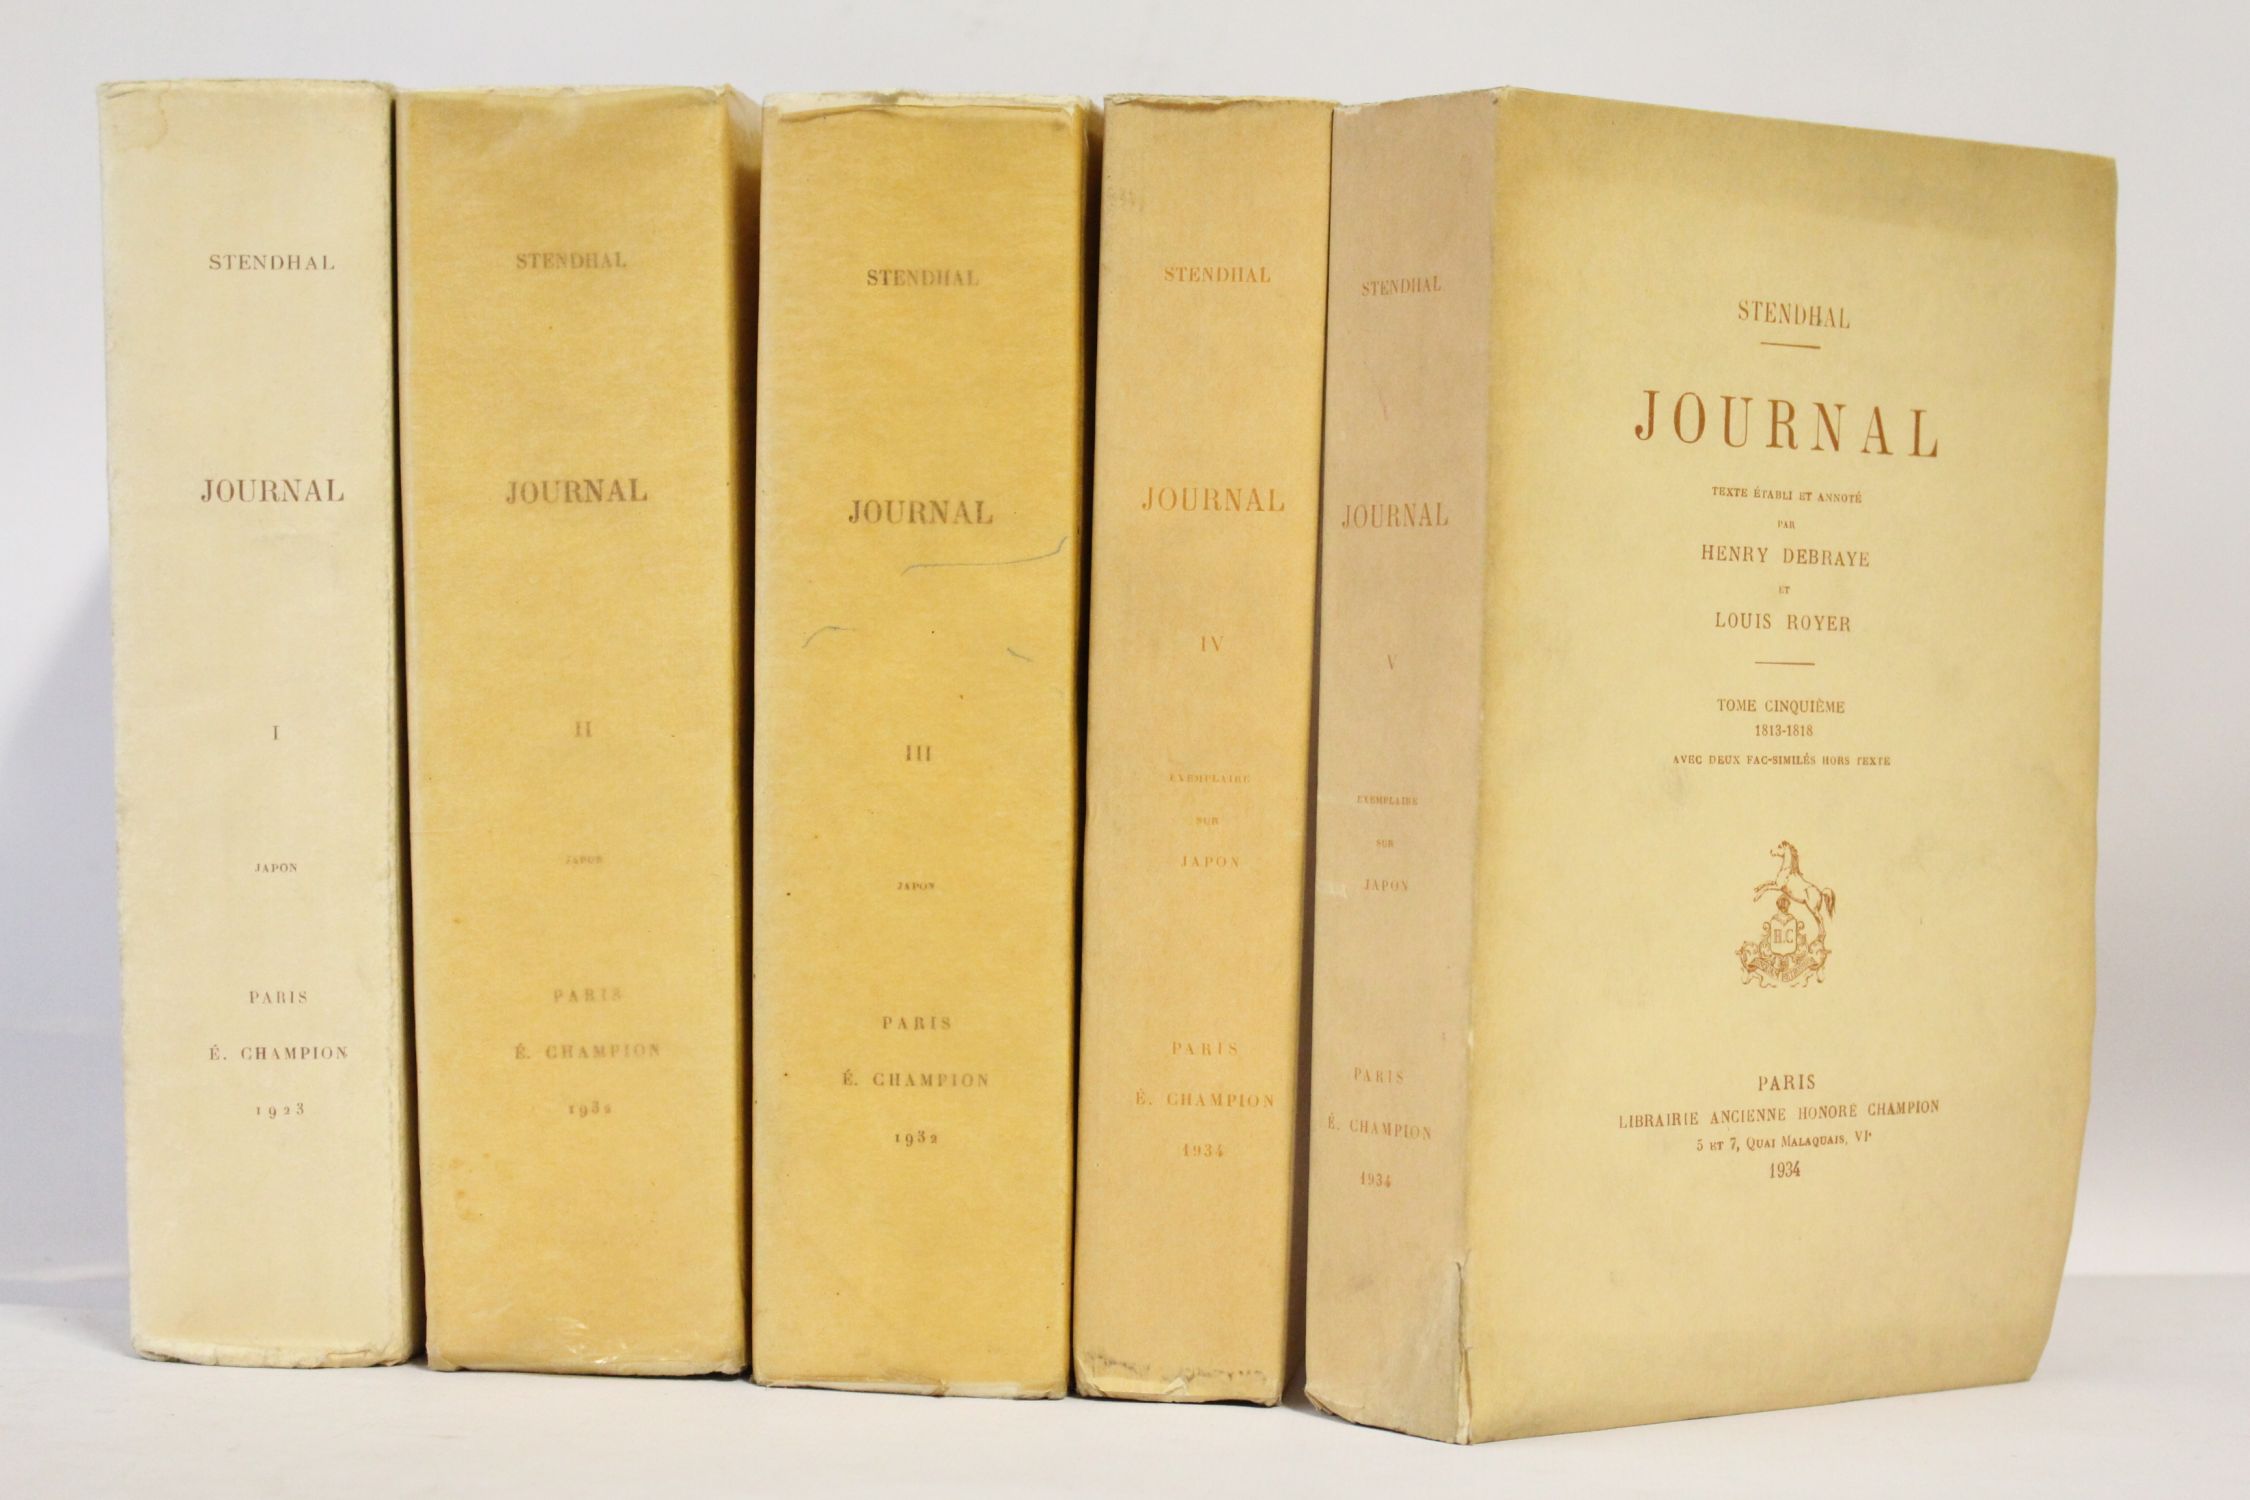 STENDHAL
JOURNAL
I
JAPON
PARIS
É. CHAMPION
1923
STENDHAL
JOURNAL
II
JAPON
PARIS
É. CHAMPION
1932
STENDHAL
JOURNAL
III
JAPON
PARIS
É. CHAMPION
1932
STENDHAL
JOURNAL
IV
EXEMPLAIRE
SUR
JAPON
PARIS
É. CHAMPION
1934
STENDHAL
JOURNAL
V
EXEMPLAIRE
SUR
JAPON
PARIS
É. CHAMPION
1934
STENDHAL
JOURNAL
TEXTE ÉTABLI ET ANNOTÉ
PAR
HENRY DEBRAYE
ET
LOUIS ROYER
TOME CINQUIÈME
1813-1818
AVEC DEUX FAC-SIMILÉS HORS TEXTE
H.C
PARIS
LIBRAIRIE ANCIENNE HONORÉ CHAMPION
5 ET 7, QUAI MALAQUAIS, VIe
1934